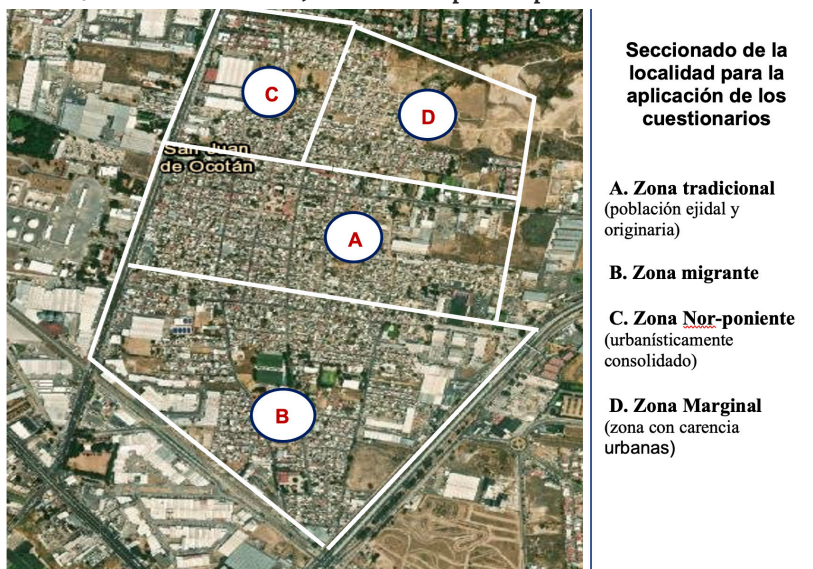 C
D
San Juan
de Ocotán
A
B
Seccionado de la
localidad para la
aplicación de los
cuestionarios
A. Zona tradicional
(población ejidal y
originaria)
B. Zona migrante
C. Zona Nor-poniente
(urbanísticamente
consolidado)
D. Zona Marginal
(zona con carencia
urbanas)